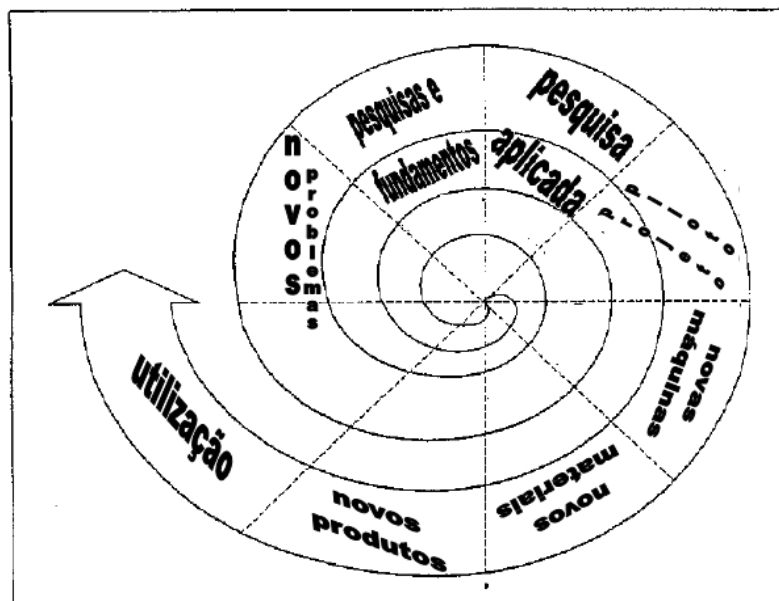 novos
problemas
pesquisas e
fundamentos
pesquisa
aplicada
Piloto
Projeto
novas
máquinas
novos
materiais
novos
produtos
utilização